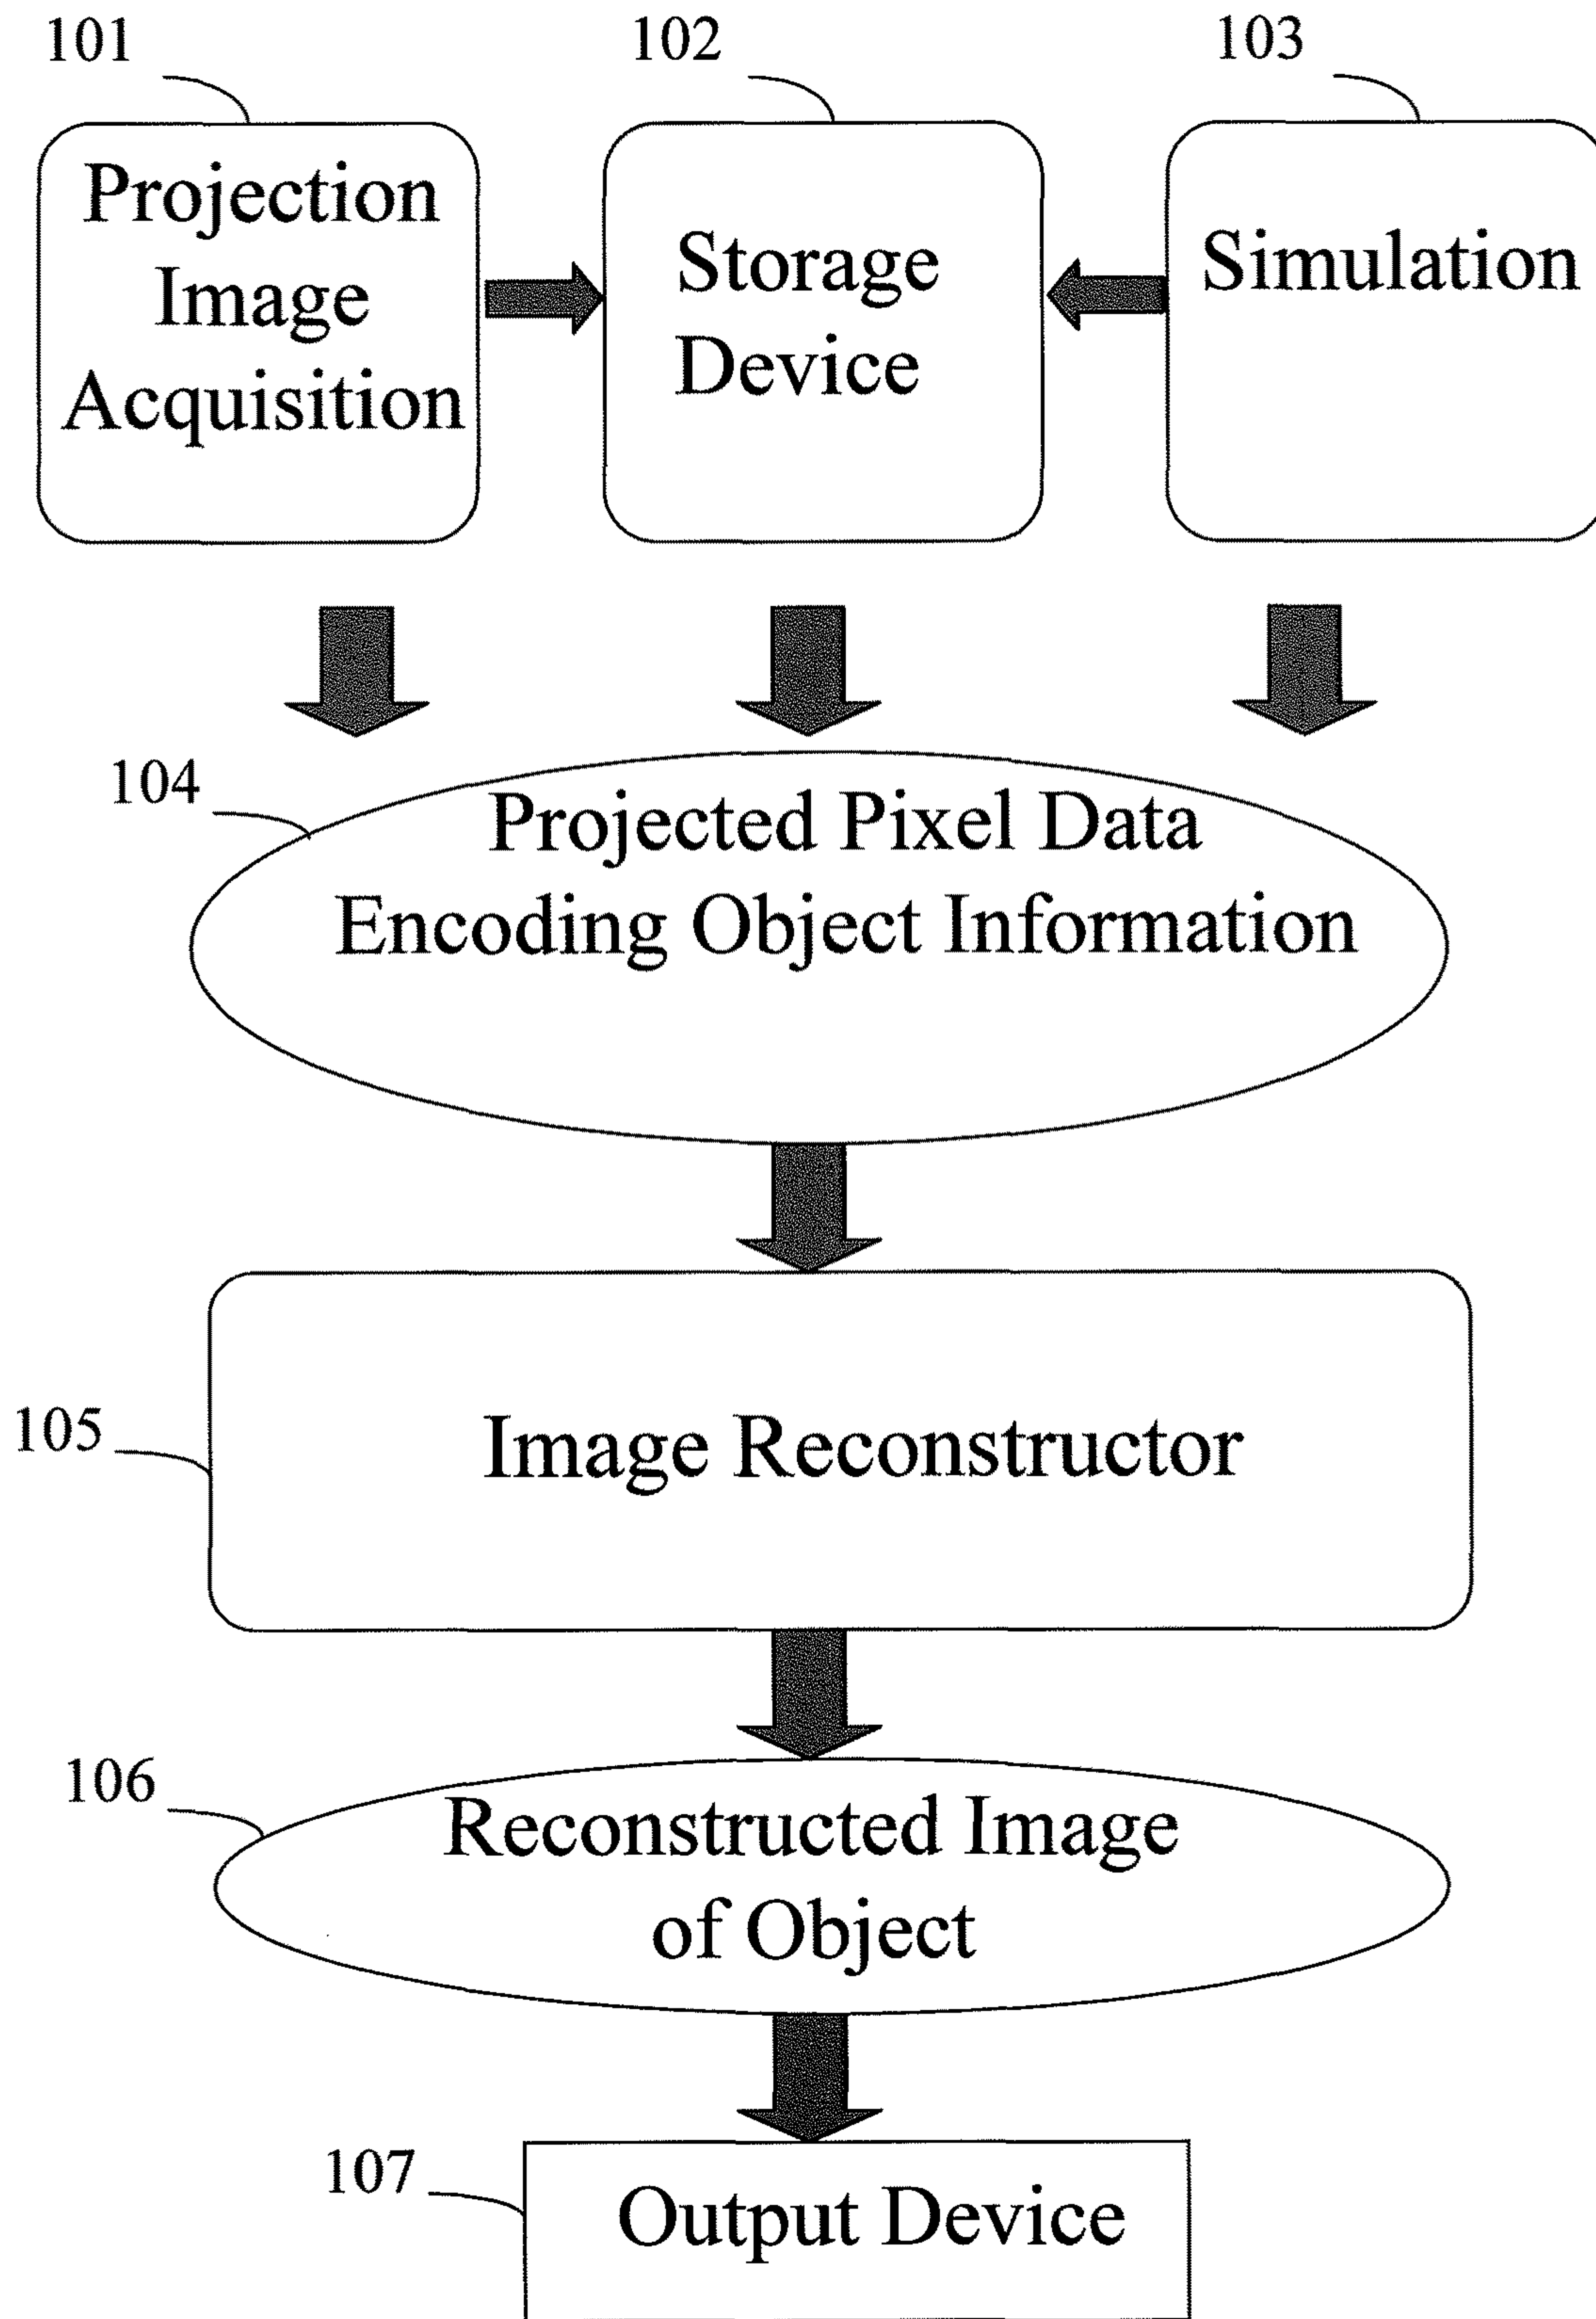 101
102
103
Projection
Image
Acquisition
Storage
Device
Simulation
104
Projected Pixel Data
Encoding Object Information
105
Image Reconstructor
106
Reconstructed Image
of Object
107
Output Device